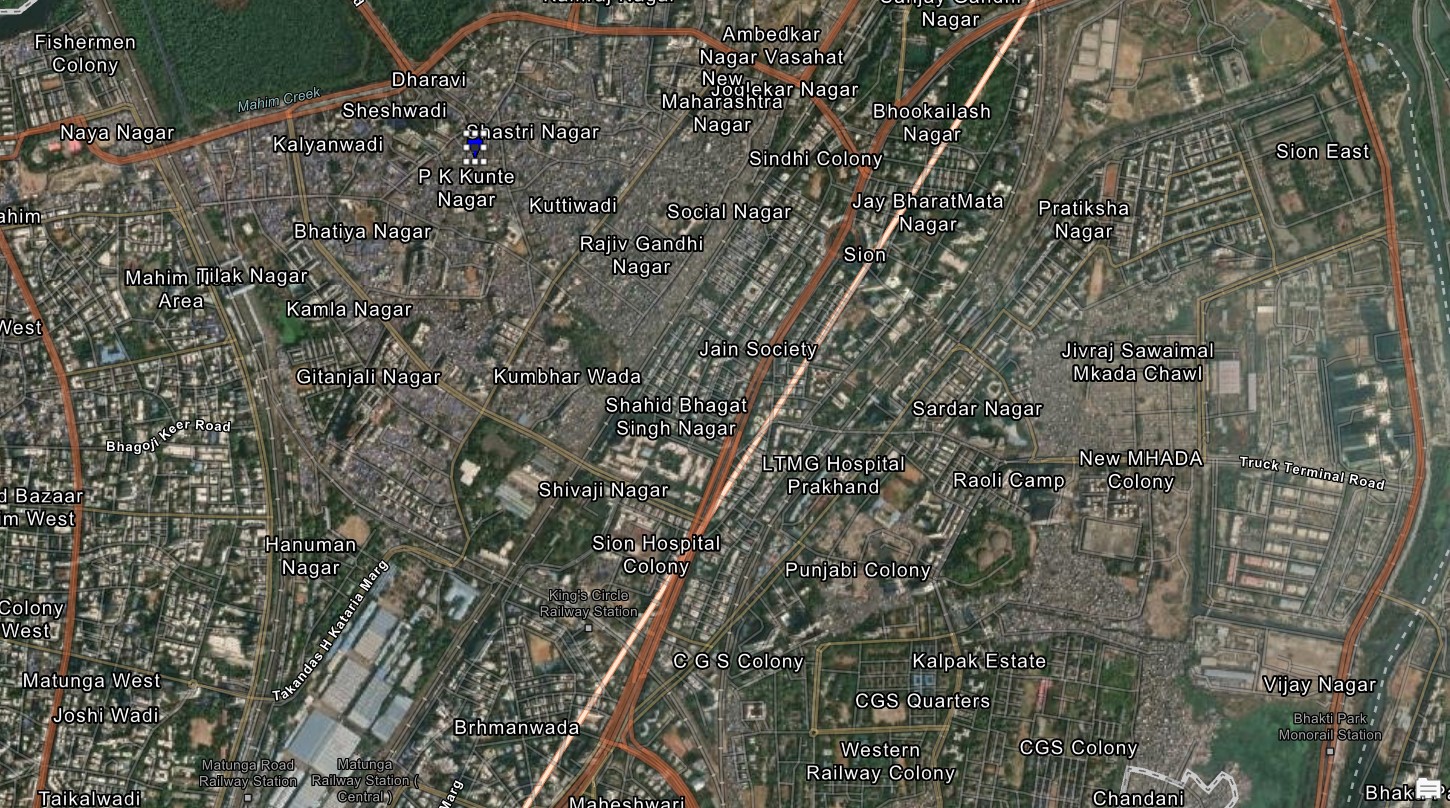 Nagar
Fishermen
Colony
Ambedkar
Nagar Vasahat
Dharavi
New
Joglekar Nagar
Maharashtra
Nagar
Mahim Creek
Sheshwadi
Bhookailash
Nagar
Naya Nagar
Shastri Nagar
Kalyanwadi
Sindhi Colony
Sion East
P K Kunte
Nagar
Kuttiwadi
Social Nagar
Jay BharatMata
Nagar
Pratiksha
Nagar
Bhatiya Nagar
Rajiv Gandhi
Nagar
Sion
Mahim
Area
Tilak Nagar
Kamla Nagar
West
Jain Society
Jivraj Sawaimal
Mkada Chawl
Gitanjali Nagar
Kumbhar Wada
Shahid Bhagat
Singh Nagar
Sardar Nagar
Bhagoji Keer Road
LTMG Hospital
Prakhand
Raoli Camp
New MHADA
Colony
Truck Terminal Road
Shivaji Nagar
Bazaar
West
Hanuman
Nagar
Sion Hospital
Colony
Punjabi Colony
Takandas H Kataria Marg
King's Circle
Railway Station
Colony
West
C G S Colony
Kalpak Estate
Matunga West
CGS Quarters
Vijay Nagar
Joshi Wadi
Brhmanwada
Bhakti Park
Monorail Station
Western
Railway Colony
CGS Colony
Matunga Road
Railway Station
Matunga
Railway Station (
Central )
Marg
Taikalwadi
Maheshwari
Chandani